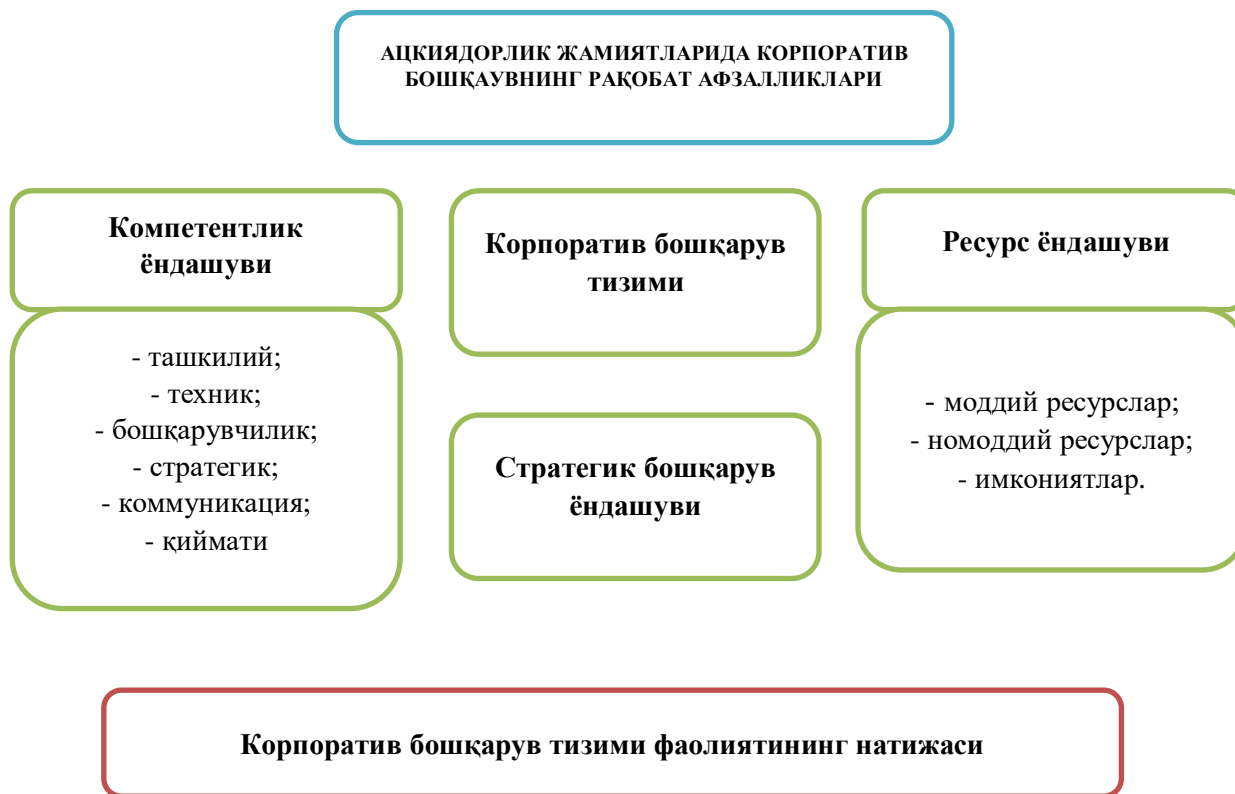 АЦКИЯДОРЛИК ЖАМИЯТЛАРИДА КОРПОРАТИВ
БОШҚАУВНИНГ РАҚОБАТ АФЗАЛЛИКЛАРИ
Компетентлик
ёндашуви
- ташкилий;
- техник;
- бошқарувчилик;
- стратегик;
- коммуникация;
- қиймати
Корпоратив бошқарув
тизими
Стратегик бошқарув
ёндашуви
Ресурс ёндашуви
- моддий ресурслар;
- номоддий ресурслар;
- имкониятлар.
Корпоратив бошқарув тизими фаолиятининг натижаси